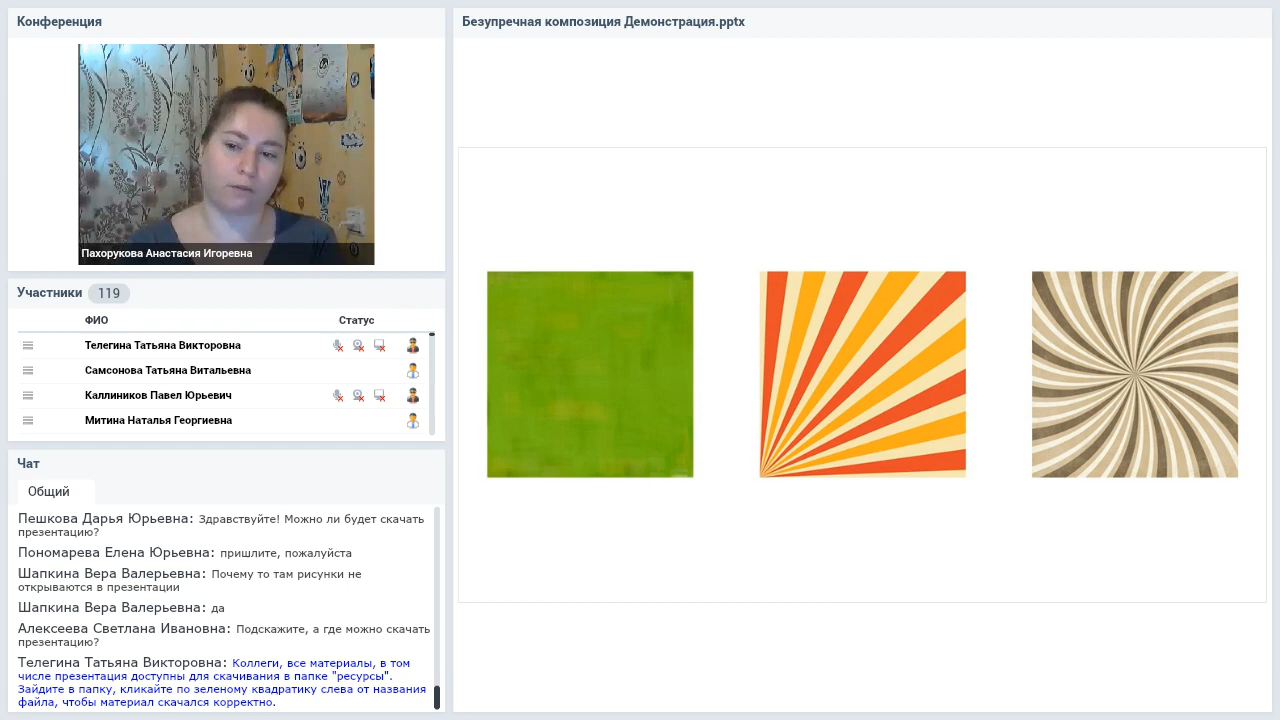 Конференция
Пахорукова Анастасия Игоревна
Участники 119
ФИО Статус
Телегина Татьяна Викторовна
Самсонова Татьяна Витальевна
Каллиников Павел Юрьевич
Митина Наталья Георгиевна
Чат
Общий
Пешкова Дарья Юрьевна: Здравствуйте! Можно ли будет скачать
презентацию?
Пономарева Елена Юрьевна: пришлите, пожалуйста
Шапкина Вера Валерьевна: Почему то там рисунки не
открываются в презентации
Шапкина Вера Валерьевна: да
Алексеева Светлана Ивановна: Подскажите, а где можно скачать
презентацию?
Телегина Татьяна Викторовна: Коллеги, все материалы, в том
числе презентация доступны для скачивания в папке "ресурсы".
Зайдите в папку, кликайте по зеленому квадратику слева от названия
файла, чтобы материал скачался корректно.
Безупречная композиция Демонстрация.pptx